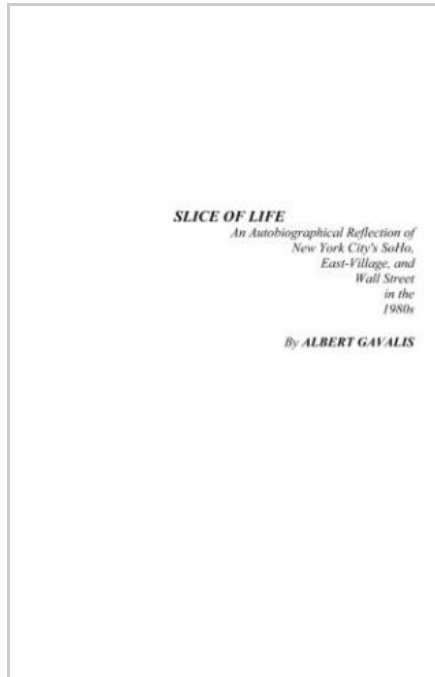 SLICE OF LIFE
An Autobiographical Reflection of
New York City's SoHo,
East-Village, and
Wall Street
in the
1980s
By ALBERT GAVALIS